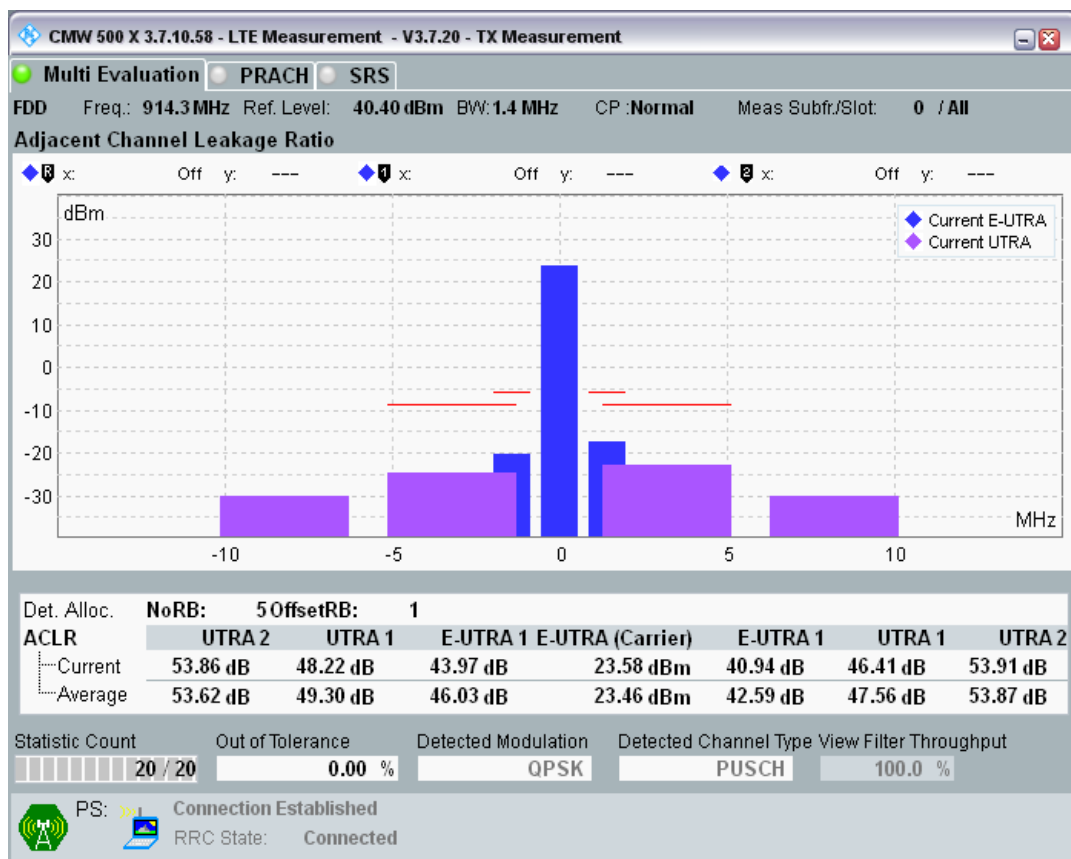 CMW 500 X 3.7.10.58 - LTE Measurement - V3.7.20 - TX Measurement
Multi Evaluation PRACH SRS
FDD Freq.: 914.3 MHz Ref. Level: 40.40 dBm BW: 1.4 MHz CP :Normal Meas Subfr./Slot: 0 / All
Adjacent Channel Leakage Ratio
R x: Off y: --- 1 x: Off y: --- 2 x: Off y: ---
dBm
Current E-UTRA
Current UTRA
30
20
10
0
-10
-20
-30
MHz
-10 -5 0 5 10
Det. Alloc. NoRB: 5 OffsetRB: 1
ACLR UTRA 2 UTRA 1 E-UTRA 1 E-UTRA (Carrier) E-UTRA 1 UTRA 1 UTRA 2
Current 53.86 dB 48.22 dB 43.97 dB 23.58 dBm 40.94 dB 46.41 dB 53.91 dB
Average 53.62 dB 49.30 dB 46.03 dB 23.46 dBm 42.59 dB 47.56 dB 53.87 dB
Statistic Count Out of Tolerance Detected Modulation Detected Channel Type View Filter Throughput
20 / 20 0.00 % QPSK PUSCH 100.0 %
PS: Connection Established
RRC State: Connected